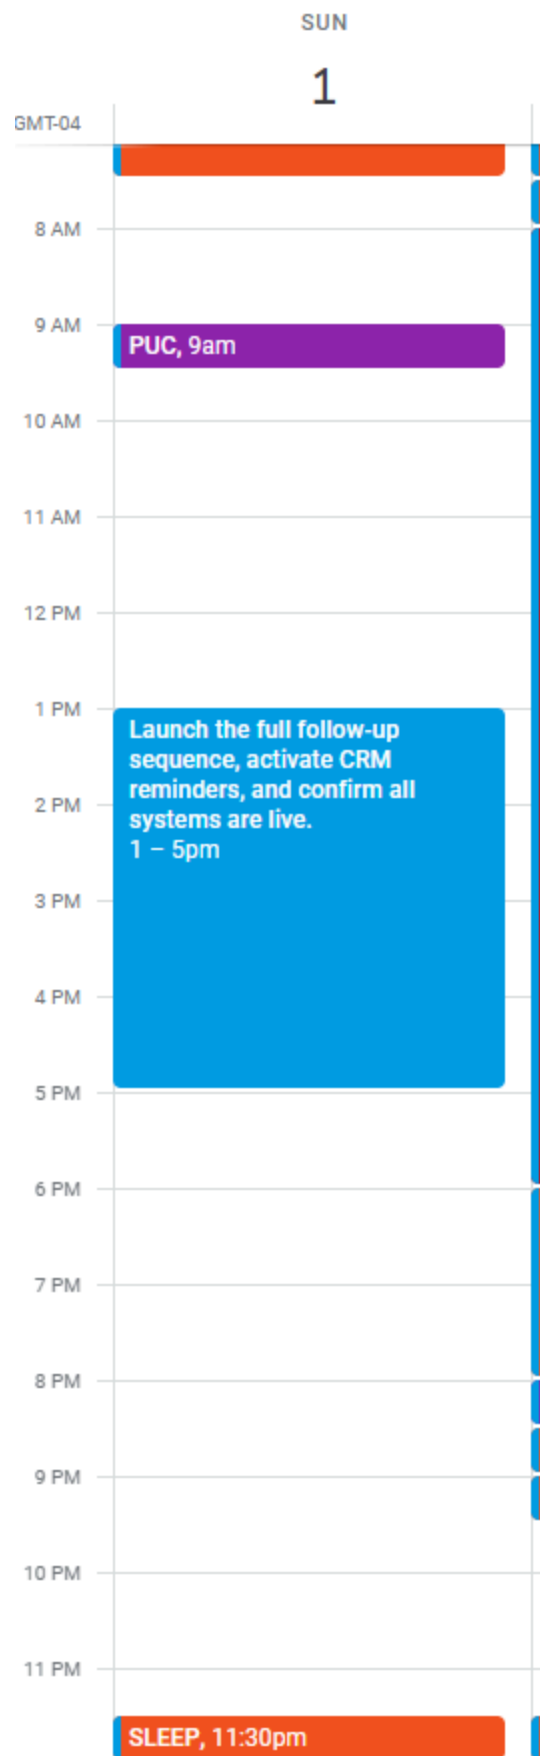 SUN
1
GMT-04
8 AM
9 AM
PUC, 9am
10 AM
11 AM
12 PM
1 PM
Launch the full follow-up
sequence, activate CRM
reminders, and confirm all
systems are live.
1 – 5pm
2 PM
3 PM
4 PM
5 PM
6 PM
7 PM
8 PM
9 PM
10 PM
11 PM
SLEEP, 11:30pm